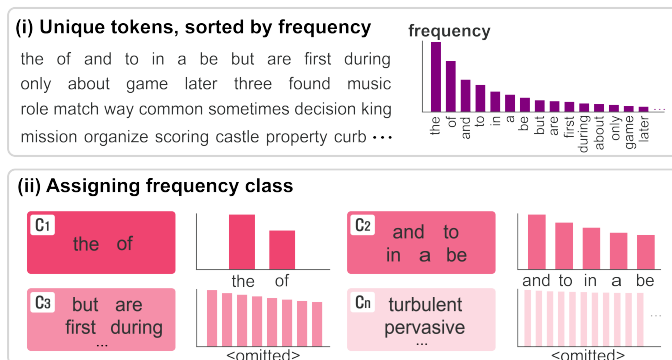 (i) Unique tokens, sorted by frequency
the of and to in a be but are first during
only about game later three found music
role match way common sometimes decision king
mission organize scoring castle property curb ...
frequency
the of and to in a be but are first during about only game later ...
(ii) Assigning frequency class
C1
the of
the of
C2
and to
in a be
and to in a be
C3
but are
first during
...
<omitted>
Cn
turbulent
pervasive
...
...
<omitted>